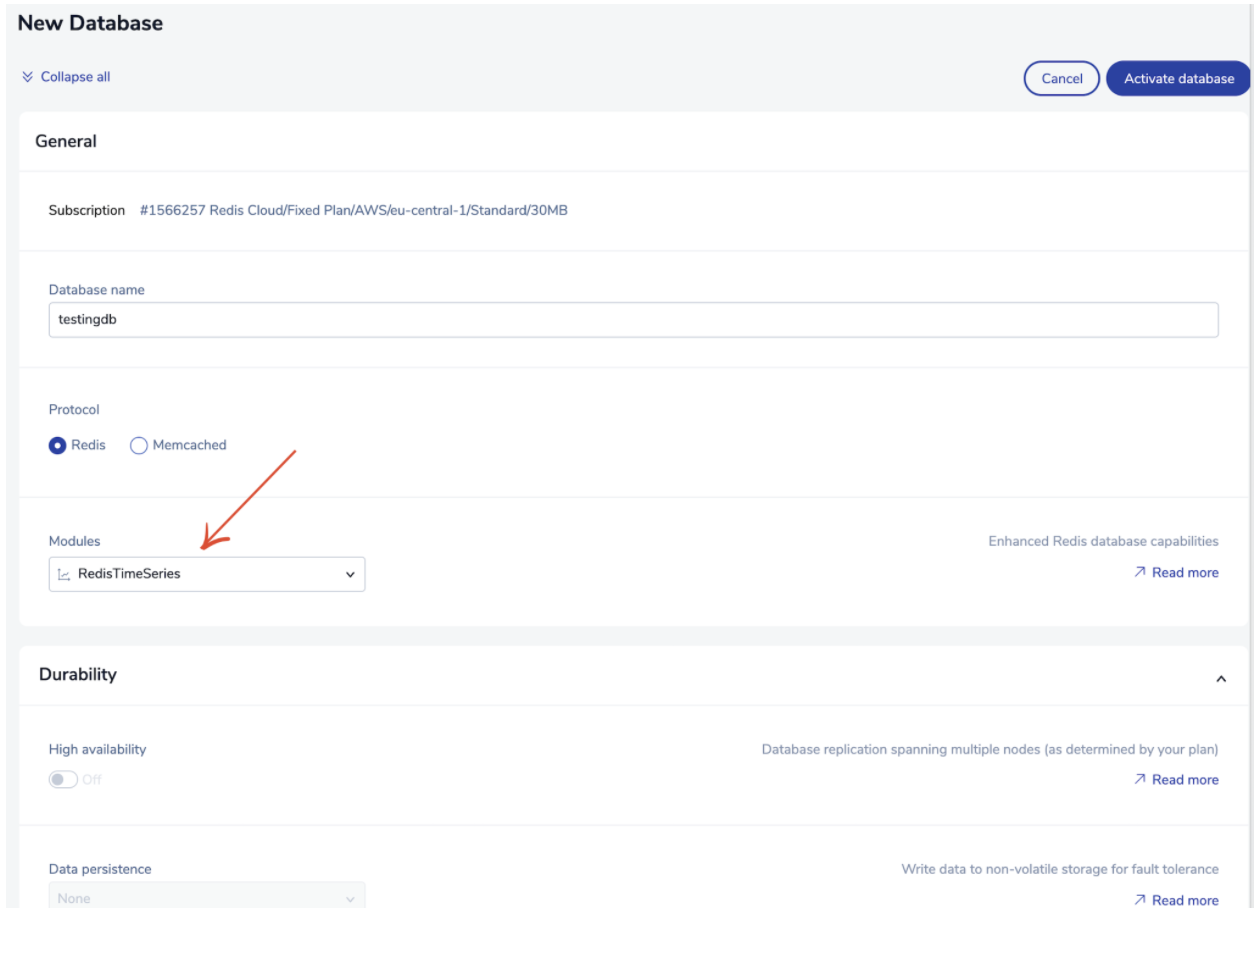 New Database
Collapse all
Cancel
Activate database
General
Subscription #1566257 Redis Cloud/Fixed Plan/AWS/eu-central-1/Standard/30MB
Database name
testingdb
Protocol
Redis
Memcached
Modules
Enhanced Redis database capabilities
RedisTimeSeries
Read more
Durability
High availability
Database replication spanning multiple nodes (as determined by your plan)
Off
Read more
Data persistence
Write data to non-volatile storage for fault tolerance
None
Read more